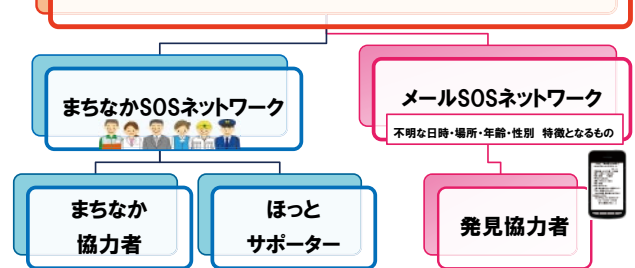 まちなかSOSネットワーク
メールSOSネットワーク
不明な日時・場所・年齢・性別　特徴となるもの
まちなか
協力者
ほっと
サポーター
発見協力者